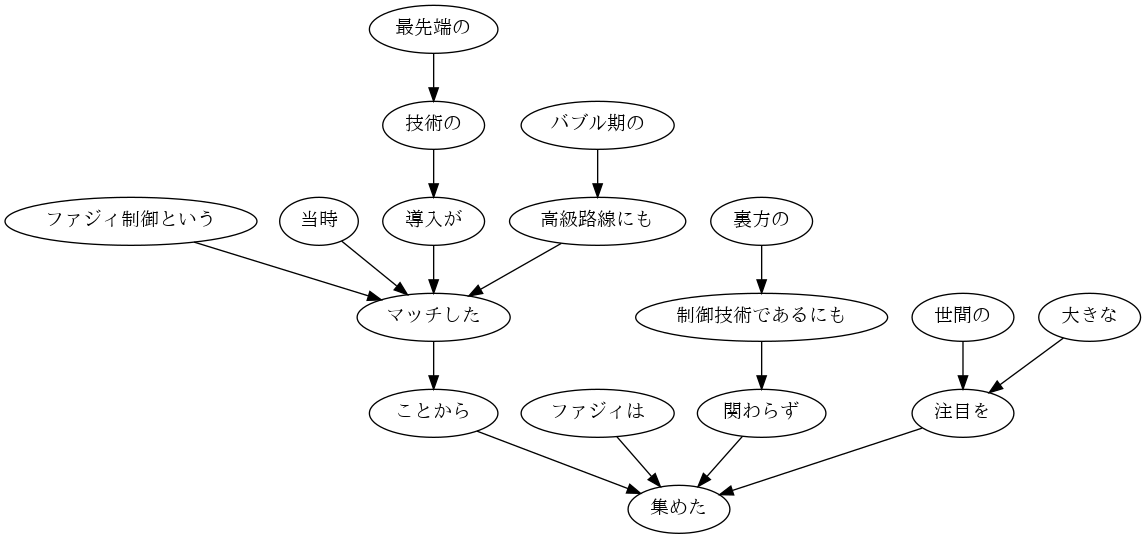 最先端の
技術の
バブル期の
ファジィ制御という
当時
導入が
高級路線にも
裏方の
マッチした
制御技術であるにも
世間の
大きな
ことから
ファジィは
関わらず
注目を
集めた